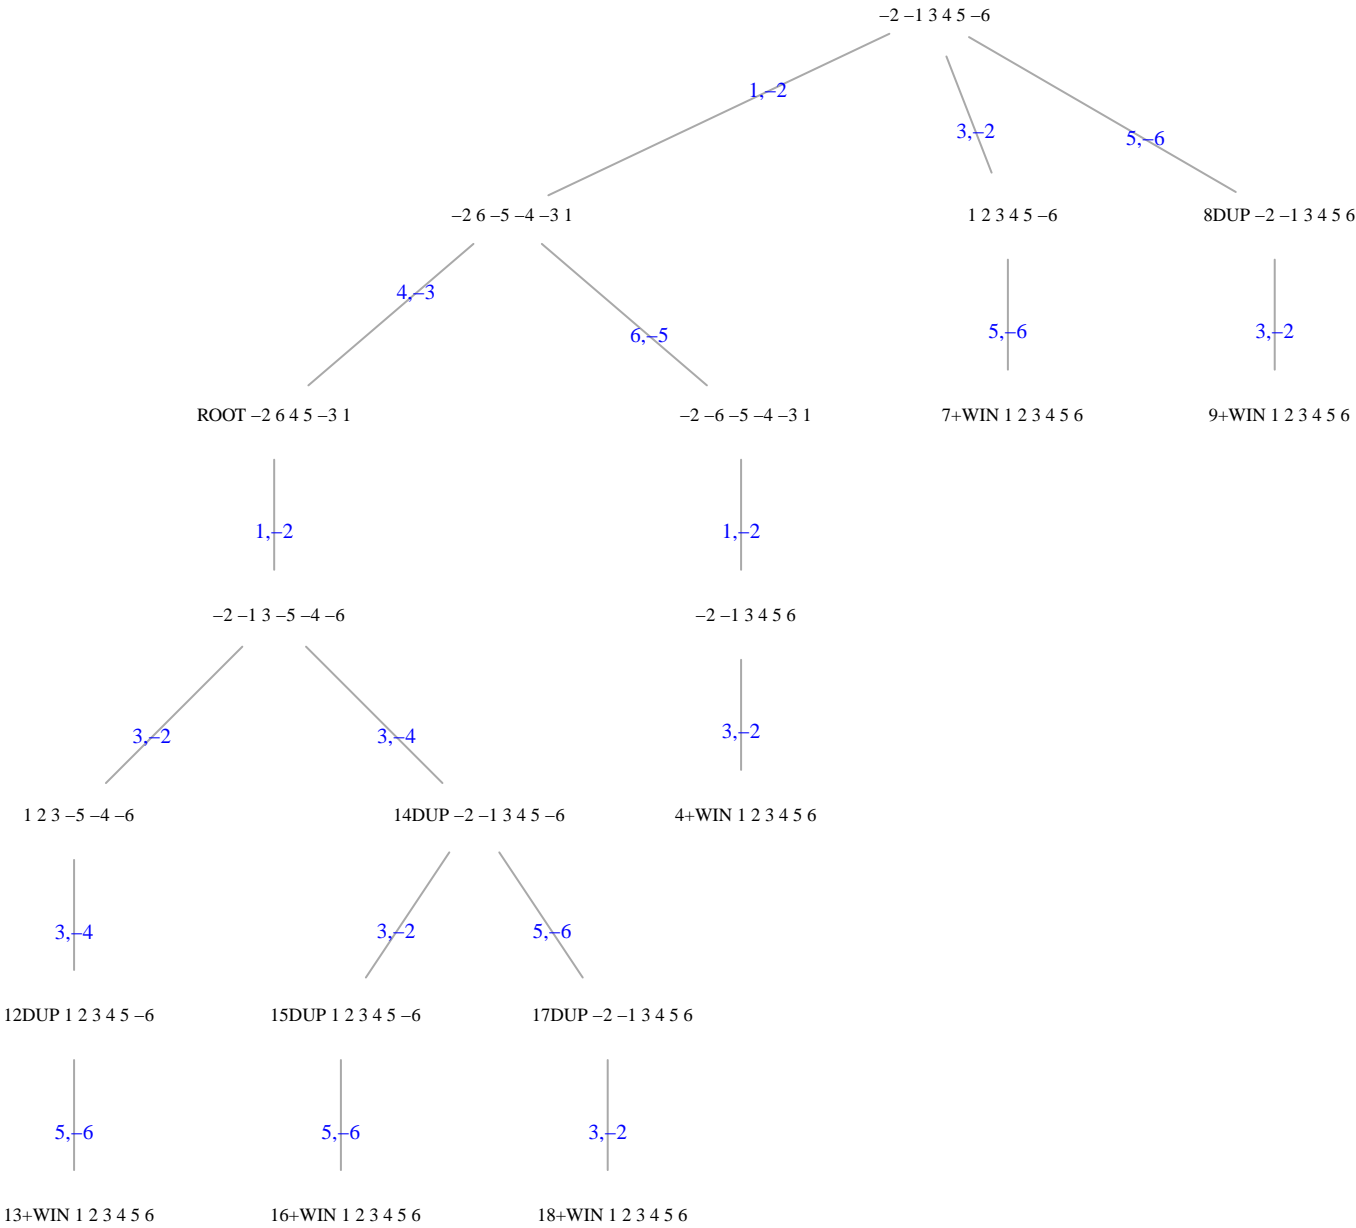 –2 –1 3 4 5 –6
1,–2
3,–2
5,–6
–2 6 –5 –4 –3 1
1 2 3 4 5 –6
8DUP –2 –1 3 4 5 6
4,–3
6,–5
5,–6
3,–2
ROOT –2 6 4 5 –3 1
–2 –6 –5 –4 –3 1
7+WIN 1 2 3 4 5 6
9+WIN 1 2 3 4 5 6
1,–2
1,–2
–2 –1 3 –5 –4 –6
–2 –1 3 4 5 6
3,–2
3,–4
3,–2
1 2 3 –5 –4 –6
14DUP –2 –1 3 4 5 –6
4+WIN 1 2 3 4 5 6
3,–4
3,–2
5,–6
12DUP 1 2 3 4 5 –6
15DUP 1 2 3 4 5 –6
17DUP –2 –1 3 4 5 6
5,–6
5,–6
3,–2
13+WIN 1 2 3 4 5 6
16+WIN 1 2 3 4 5 6
18+WIN 1 2 3 4 5 6